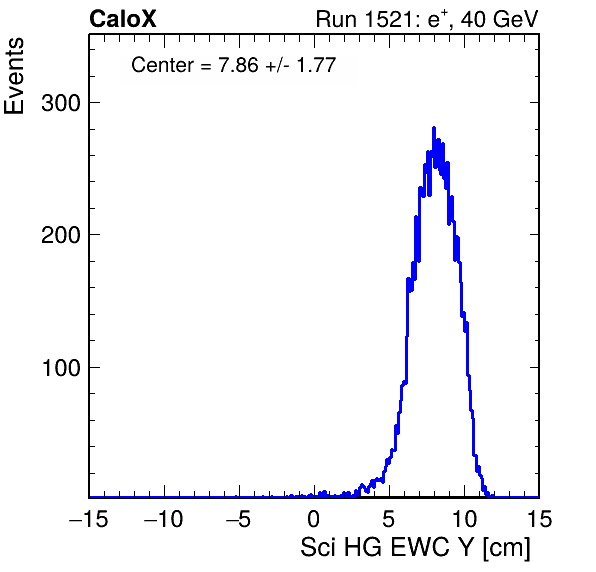 CaloX Run 1521: e⁺, 40 GeV
Center = 7.86 +/- 1.77
Events
300
200
100
−15 −10 −5 0 5 10 15
Sci HG EWC Y [cm]